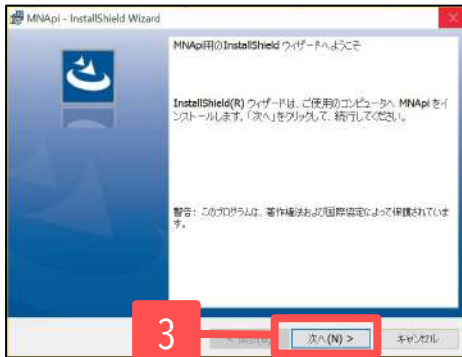 MNApi - InstallShield Wizard
MNApi用のInstallShield ウィザードへようこそ
InstallShield(R) ウィザードは、ご使用のコンピュータへ MNApi をイ
ンストールします。「次へ」をクリックして、続行してください。
警告: このプログラムは、著作権法および国際協定によって保護されていま
す。
3
次へ(N) >
キャンセル